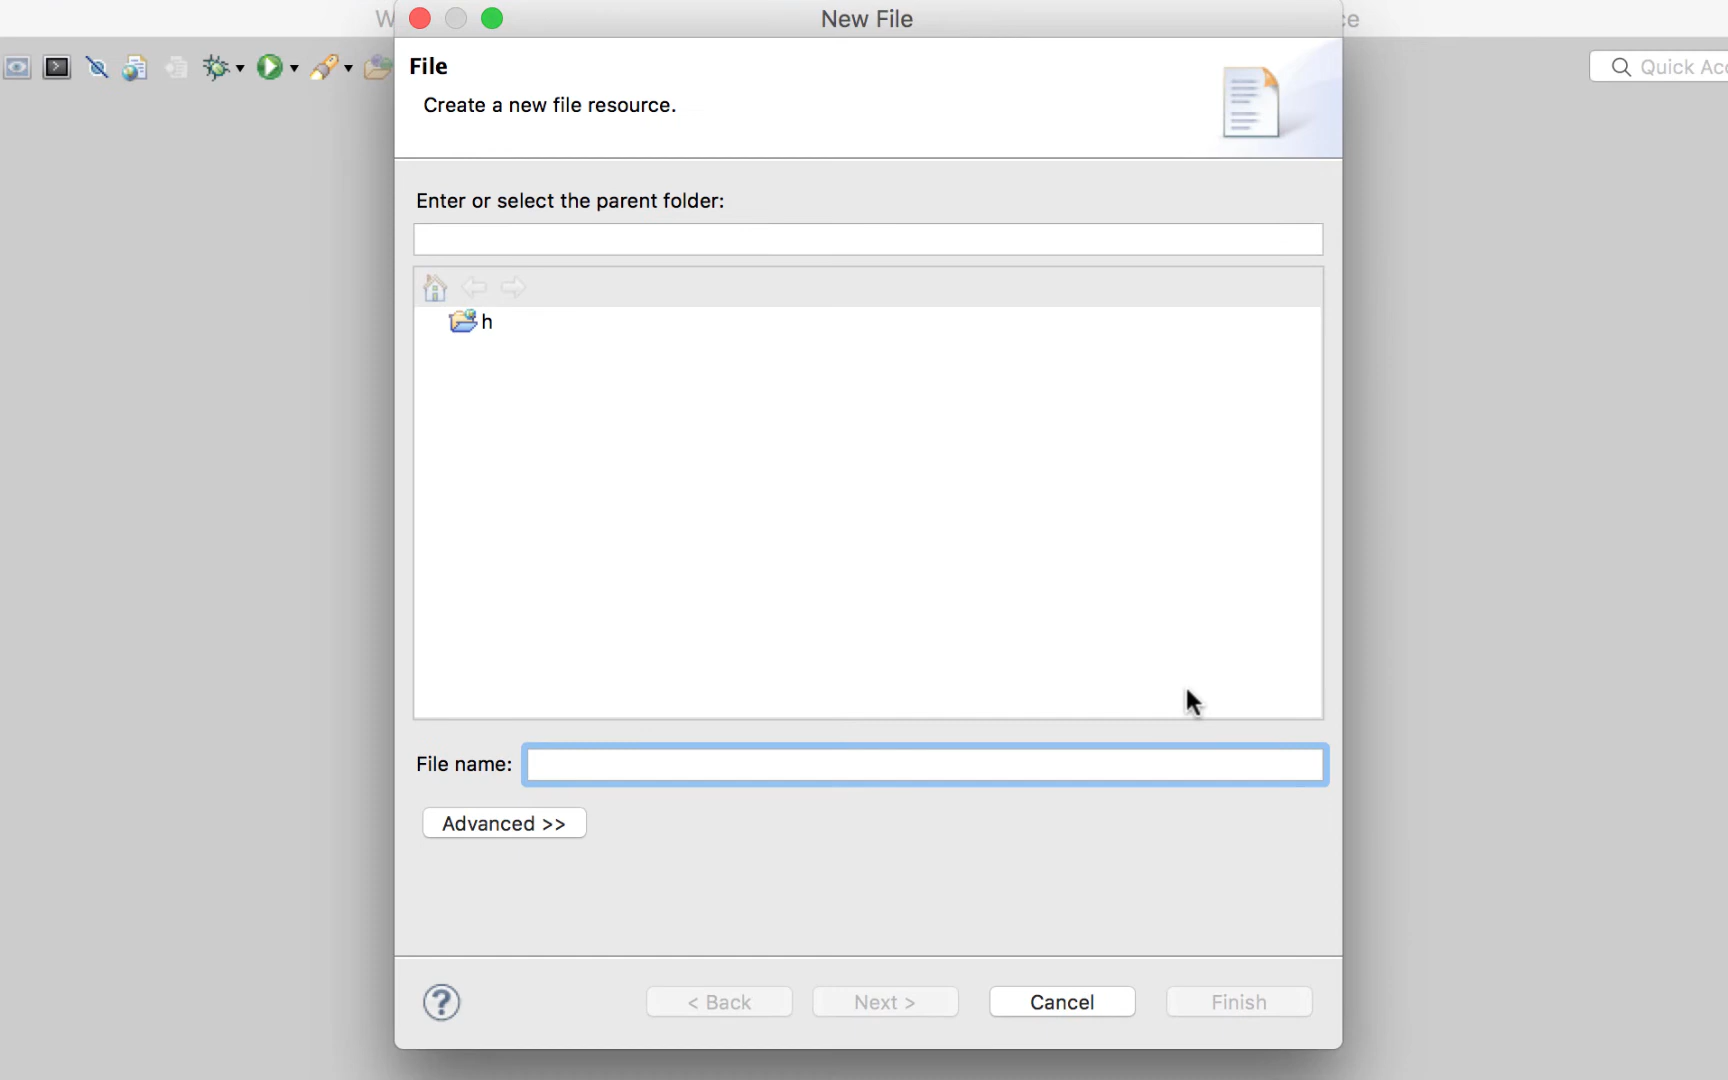 New File
Quick Acc
File
Create a new file resource.
Enter or select the parent folder:
h
File name:
Advanced >>
?
< Back
Next >
Cancel
Finish